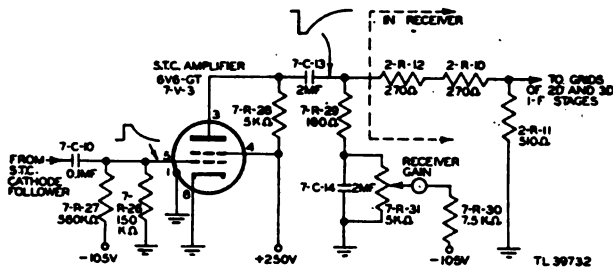 IN RECEIVER
S.T.C. AMPLIFIER
6V6-GT
7-V-3
7-C-13
2MF
2-R-12
270Ω
2-R-10
270Ω
TO GRIDS
OF 2D AND 3D
I-F STAGES
3
7-R-28
5KΩ
7-R-29
180Ω
2-R-11
510Ω
7-C-10
5
4
1
8
FROM
S.T.C.
CATHODE
FOLLOWER
0.1MF
7-R-27
560KΩ
7-
R-26
150
KΩ
RECEIVER
GAIN
7-C-14
2MF
7-R-31
5KΩ
7-R-30
7.5KΩ
-105V
+250V
-105V
TL 39732